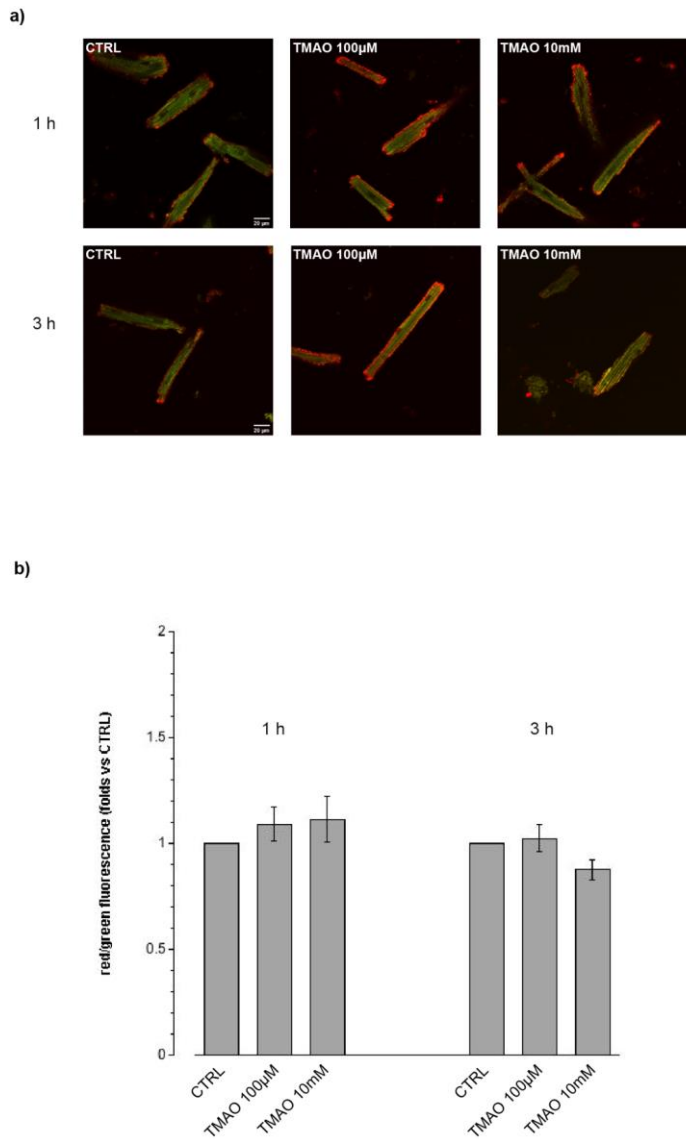 a)
CTRL
TMAO 100µM
TMAO 10mM
1 h
20 µm
CTRL
TMAO 100µM
TMAO 10mM
3 h
20 µm
b)
red/green fluorescence (folds vs CTRL)
2
1.5
1
0.5
0
1 h
3 h
CTRL
TMAO 100µM
TMAO 10mM
CTRL
TMAO 100µM
TMAO 10mM